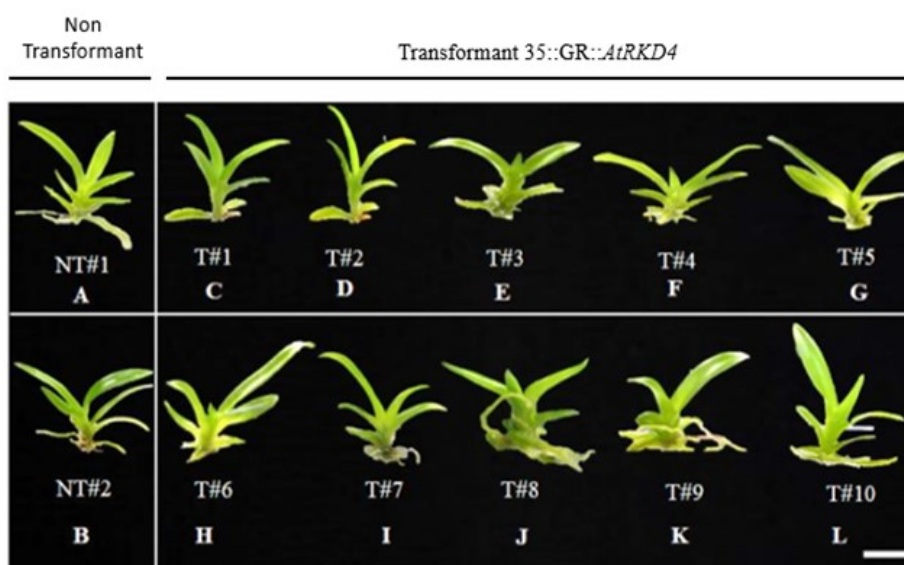 Non
Transformant
Transformant 35::GR::AtRKD4
NT#1
T#1
T#2
T#3
T#4
T#5
A
C
D
E
F
G
NT#2
T#6
T#7
T#8
T#9
T#10
B
H
I
J
K
L